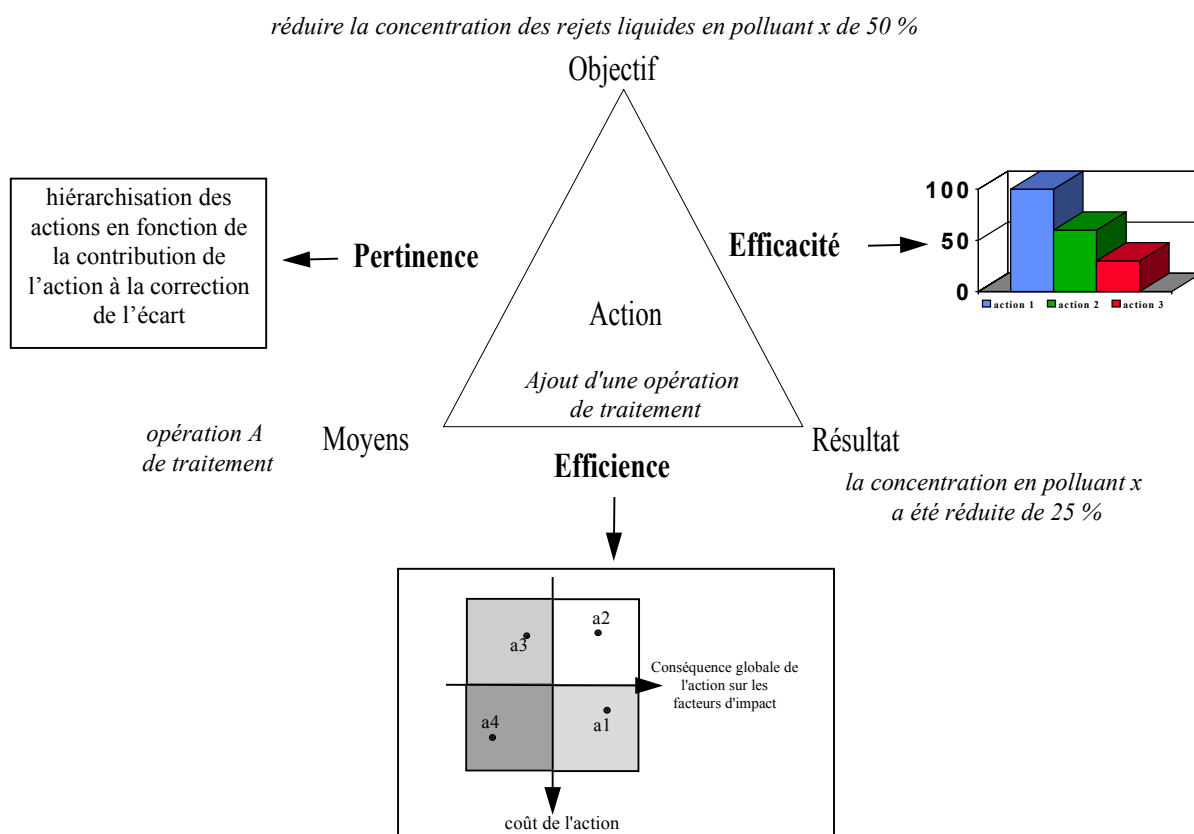 réduire la concentration des rejets liquides en polluant x de 50 %
Objectif
hiérarchisation des
actions en fonction de
la contribution de
l'action à la correction
de l'écart
Pertinence
Efficacité
100
50
0
action 1
action 2
action 3
Action
Ajout d'une opération
de traitement
opération A
de traitement
Moyens
Résultat
Efficience
la concentration en polluant x
a été réduite de 25 %
a3
a2
Conséquence globale de
l'action sur les
facteurs d'impact
a4
a1
coût de l'action